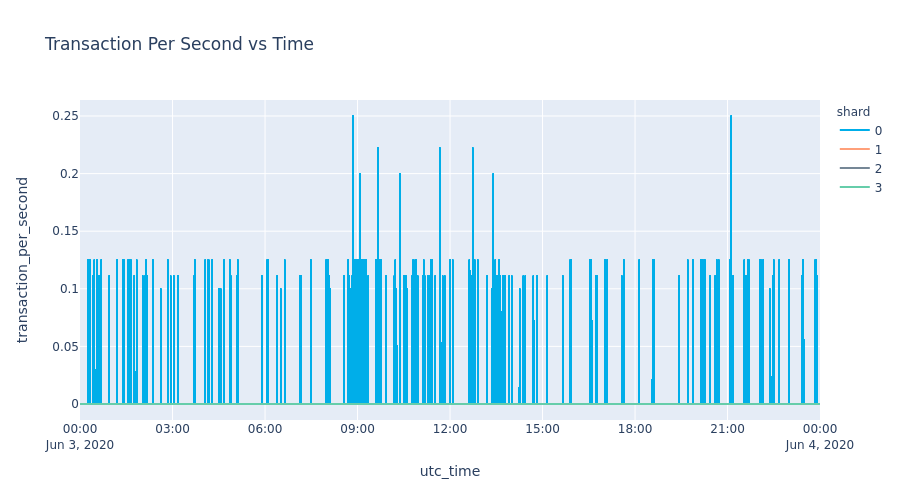 Transaction Per Second vs Time
transaction_per_second
0.25
0.2
0.15
0.1
0.05
0
00:00 03:00 06:00 09:00 12:00 15:00 18:00 21:00 00:00
Jun 3, 2020 Jun 4, 2020
utc_time
shard
0
1
2
3